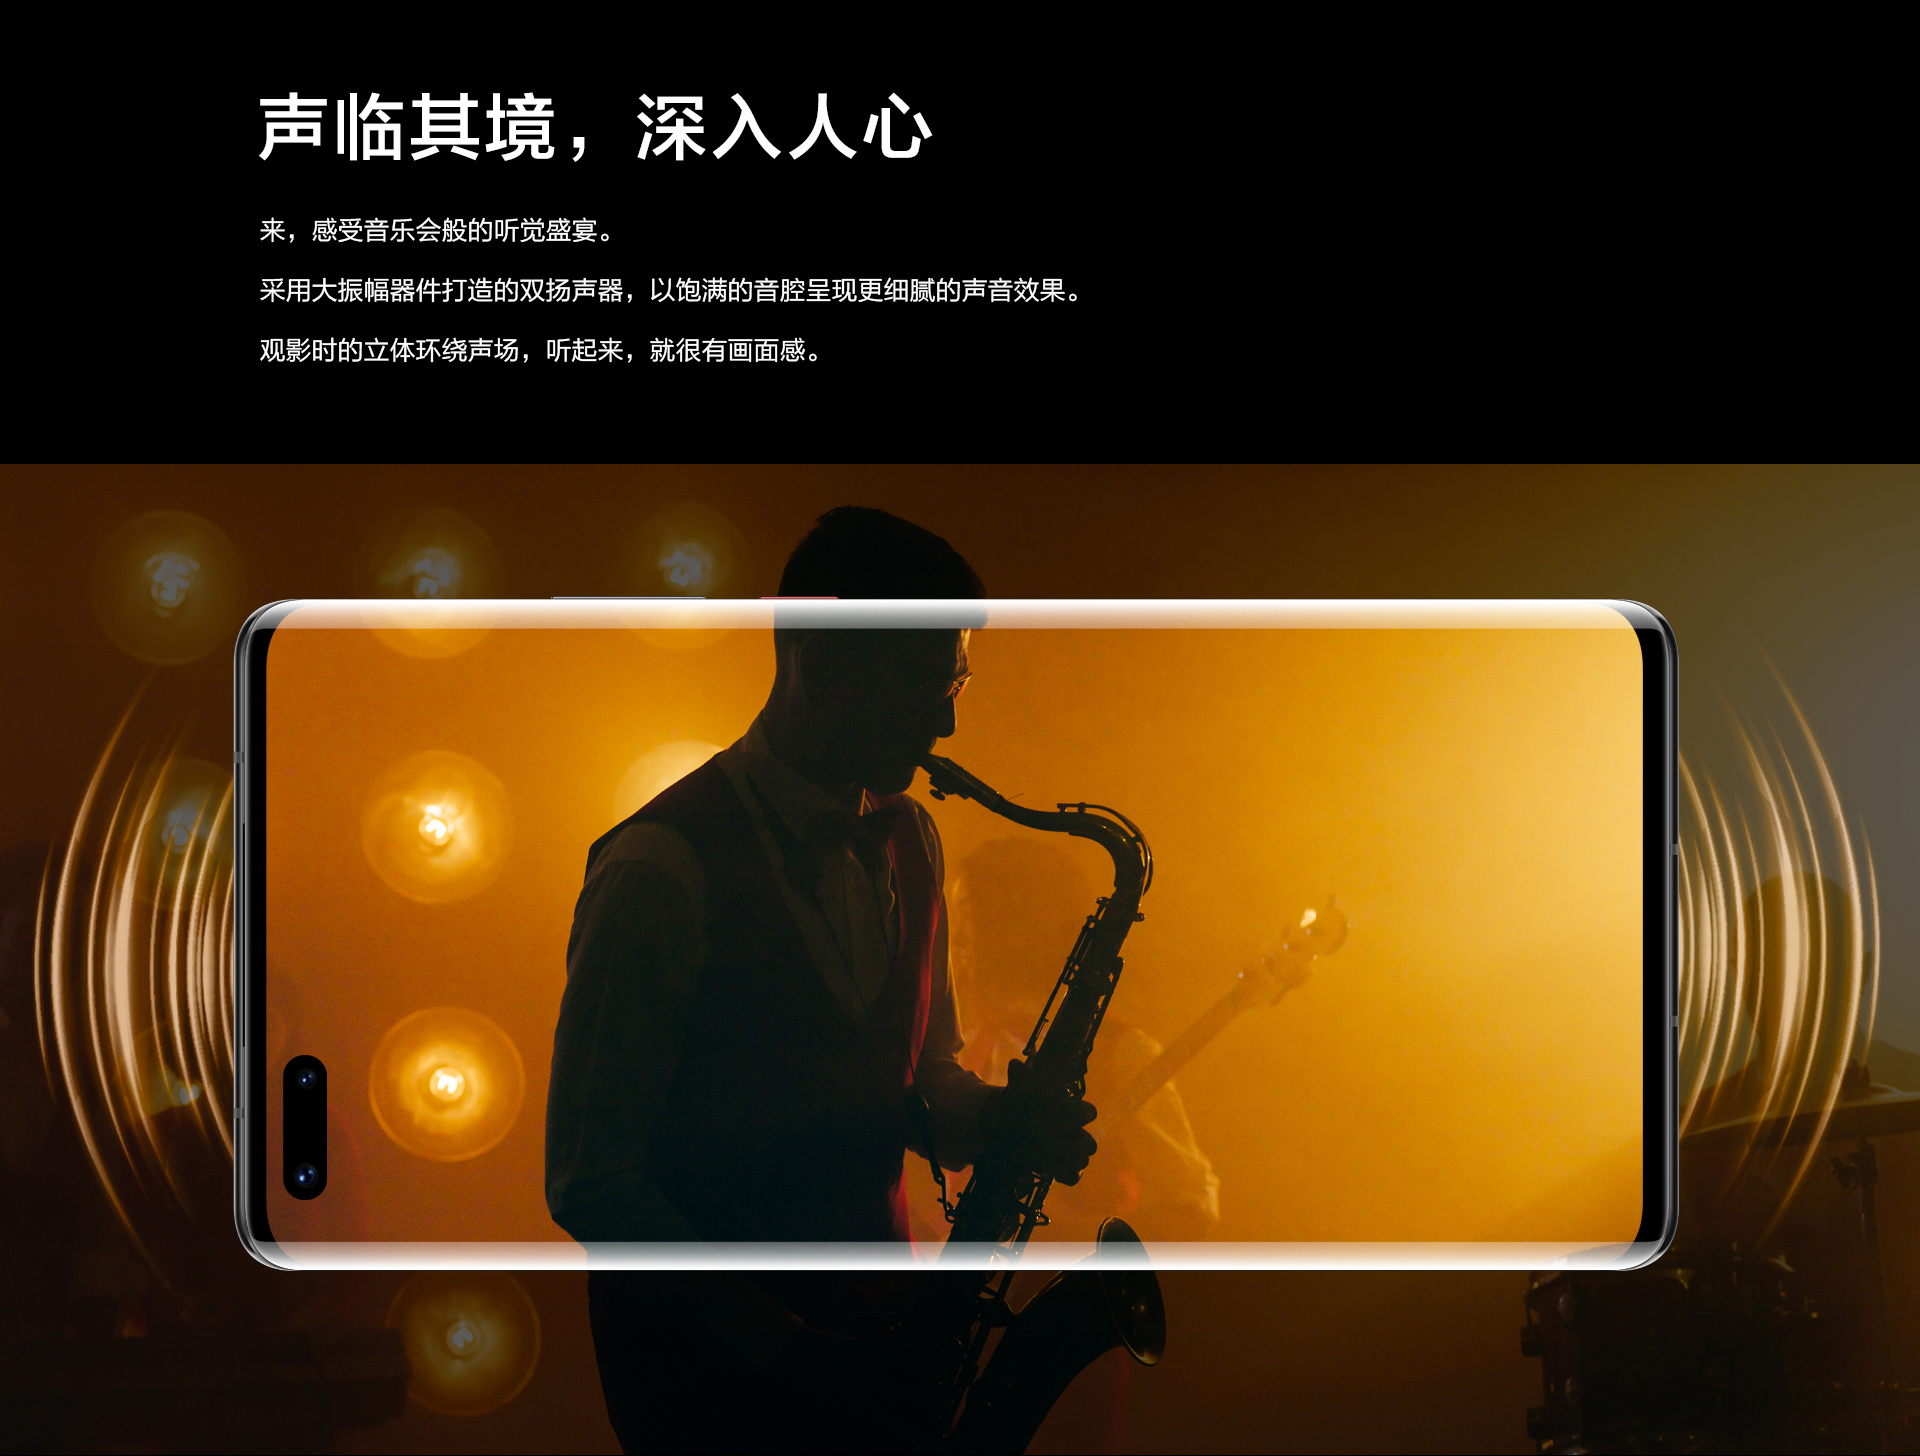 声临其境，深入人心
来，感受音乐会般的听觉盛宴。
采用大振幅器件打造的双扬声器，以饱满的音腔呈现更细腻的声音效果。
观影时的立体环绕声场，听起来，就很有画面感。